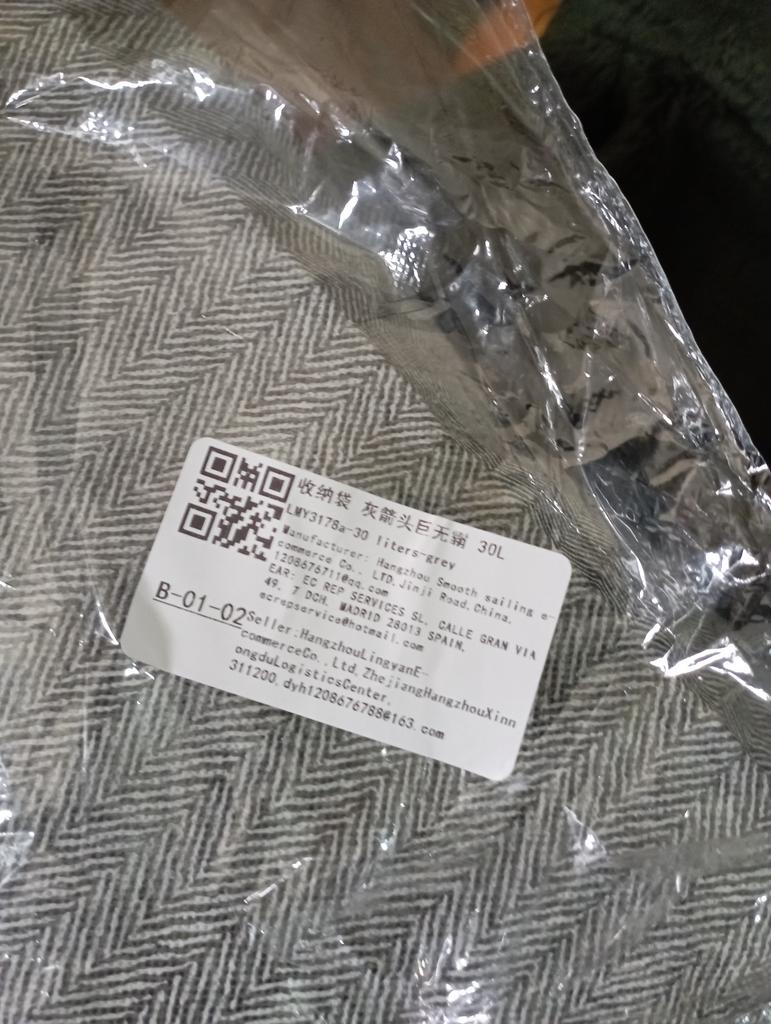 收纳袋 灰箭头巨无霸 30L
LMY3178a-30 liters-grey
Manufacturer: Hangzhou Smooth sailing e-
commerce Co., LTD,Jinji Road,China,
1208676711@qq.com
EAR: EC REP SERVICES SL, CALLE GRAN VIA
49, 7 DCH, MADRID 28013 SPAIN,
ecrepservice@hotmail.com
B-01-02
Seller:HangzhouLingyanE-
commerceCo.,Ltd,ZhejiangHangzhouXinn
ongduLogisticsCenter,
311200,dyh1208676788@163.com